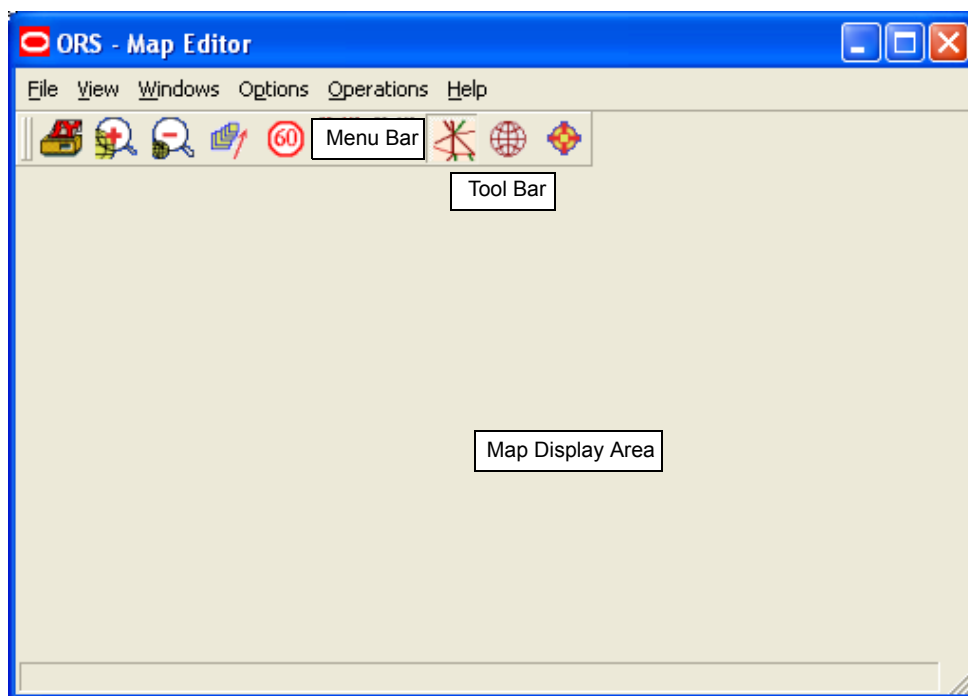 ORS - Map Editor
File View Windows Options Operations Help
60 Menu Bar
Tool Bar
Map Display Area